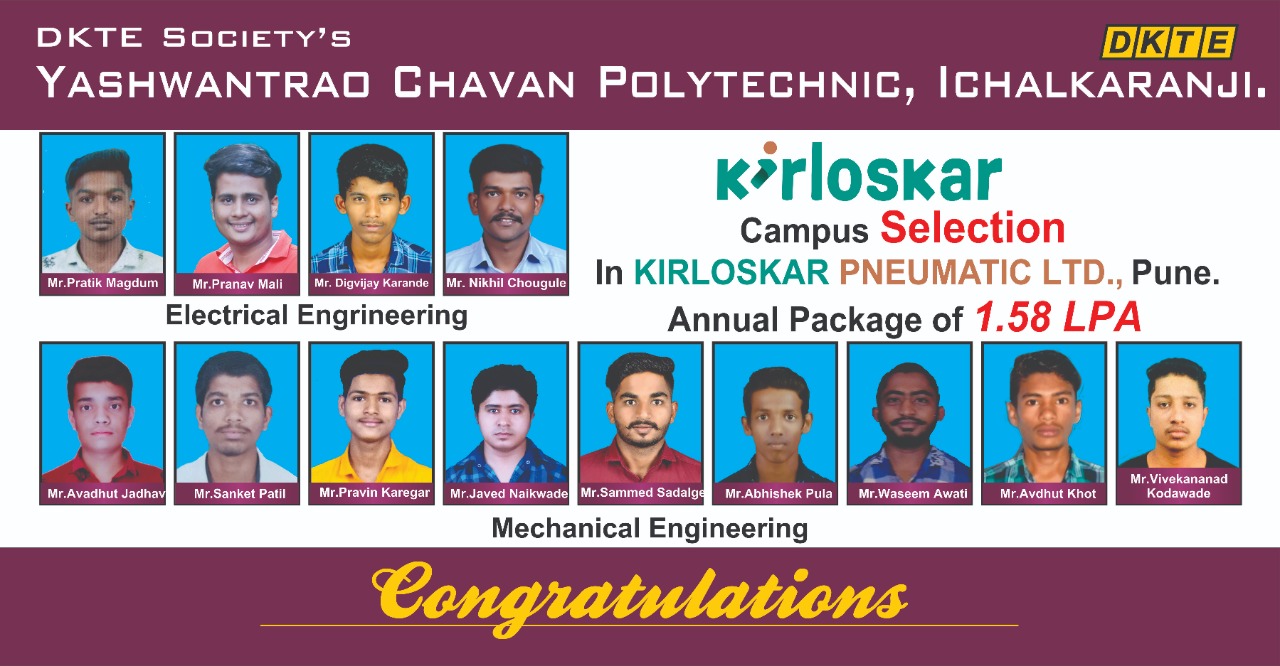 DKTE Society's
DKTE
Yashwantrao Chavan Polytechnic, Ichalkaranji.
Mr.Pratik Magdum
Mr.Pranav Mali
Mr. Digvijay Karande
Mr. Nikhil Chougule
Electrical Engrineering
Kirloskar
Campus Selection
In KIRLOSKAR PNEUMATIC LTD., Pune.
Annual Package of 1.58 LPA
Mr.Avadhut Jadhav
Mr.Sanket Patil
Mr.Pravin Karegar
Mr.Javed Naikwade
Mr.Sammed Sadalge
Mr.Abhishek Pula
Mr.Waseem Awati
Mr.Avdhut Khot
Mr.Vivekananad
Kodawade
Mechanical Engineering
Congratulations